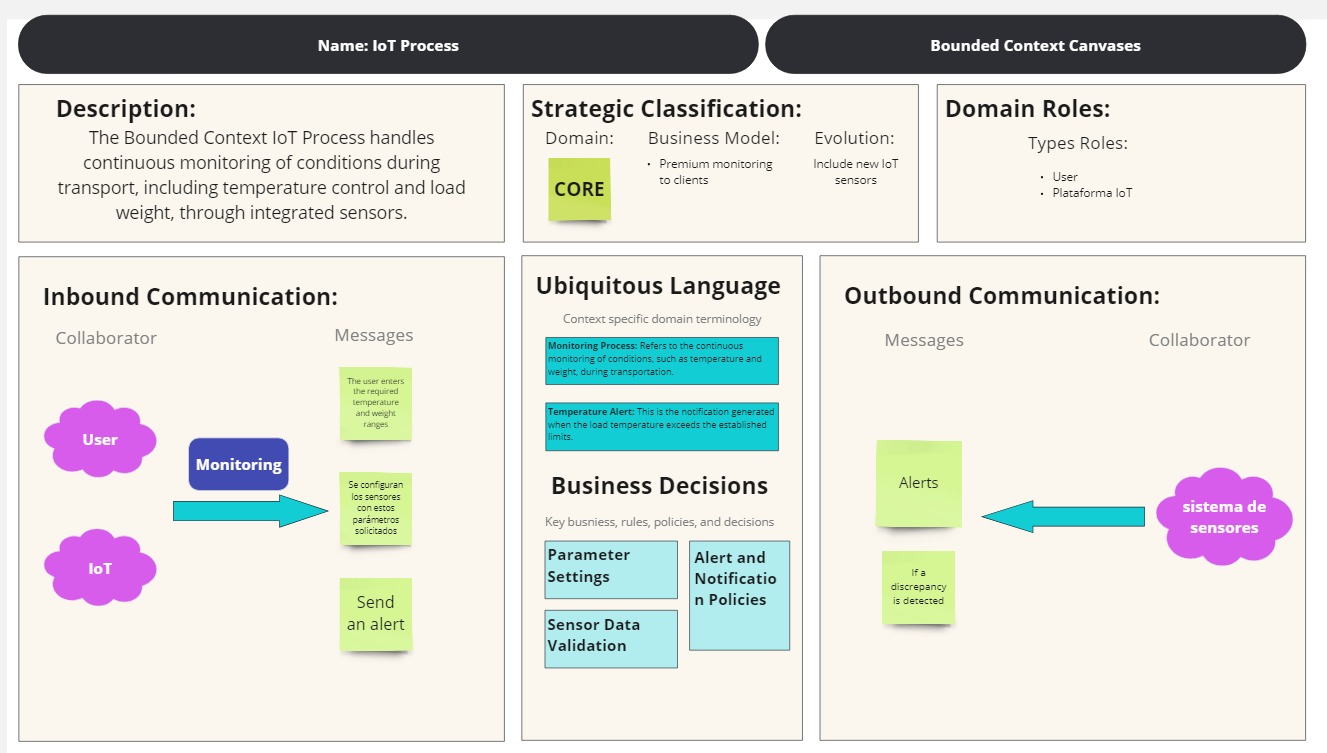 Name: IoT Process
Bounded Context Canvases
Description:
The Bounded Context IoT Process handles
continuous monitoring of conditions during
transport, including temperature control and load
weight, through integrated sensors.
Strategic Classification:
Domain:
CORE
Business Model:
• Premium monitoring
to clients
Evolution:
Include new IoT
sensors
Domain Roles:
Types Roles:
• User
• Plataforma IoT
Inbound Communication:
Collaborator
Messages
User
IoT
Monitoring
The user enters
the required
temperature
and weight
ranges
Se configuran
los sensores
con estos
parámetros
solicitados
Send
an alert
Ubiquitous Language
Context specific domain terminology
Monitoring Process: Refers to the continuous
monitoring of conditions, such as temperature and
weight, during transportation.
Temperature Alert: This is the notification generated
when the load temperature exceeds the established
limits.
Business Decisions
Key busniess, rules, policies, and decisions
Parameter
Settings
Sensor Data
Validation
Alert and
Notificatio
n Policies
Outbound Communication:
Messages
Collaborator
Alerts
If a
discrepancy
is detected
sistema de
sensores